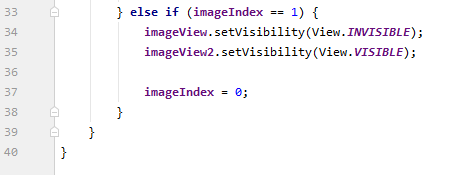 33 } else if (imageIndex == 1) {
34 imageView.setVisibility(View.INVISIBLE);
35 imageView2.setVisibility(View.VISIBLE);
36
37 imageIndex = 0;
38 }
39 }
40 }